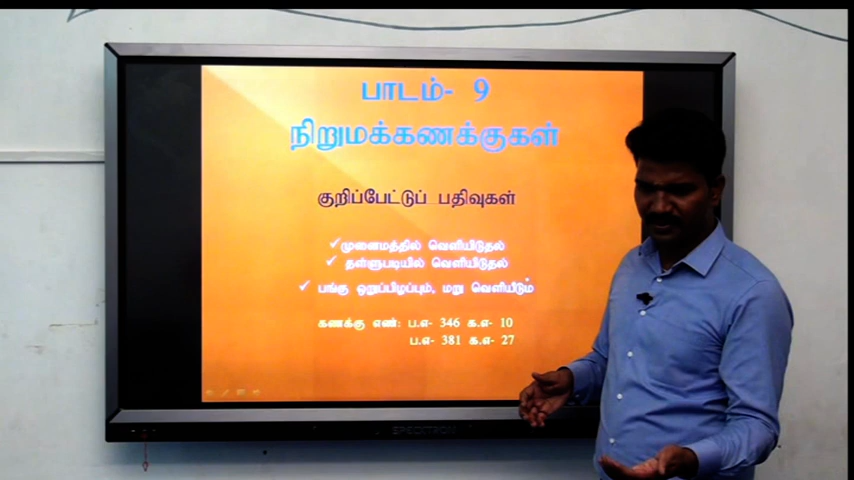 பாடம்- 9
நிறுமக்கணக்குகள்
குறிப்பேட்டுப் பதிவுகள்
✓முனைமத்தில் வெளியிடுதல்
✓ தள்ளுபடியில் வெளியிடுதல்
✓ பங்கு ஒறுப்பிழப்பும், மறு வெளியீடும்
கணக்கு எண்: ப.எ- 346 க.எ- 10
ப.எ- 381 க.எ- 27
SPECKTRON